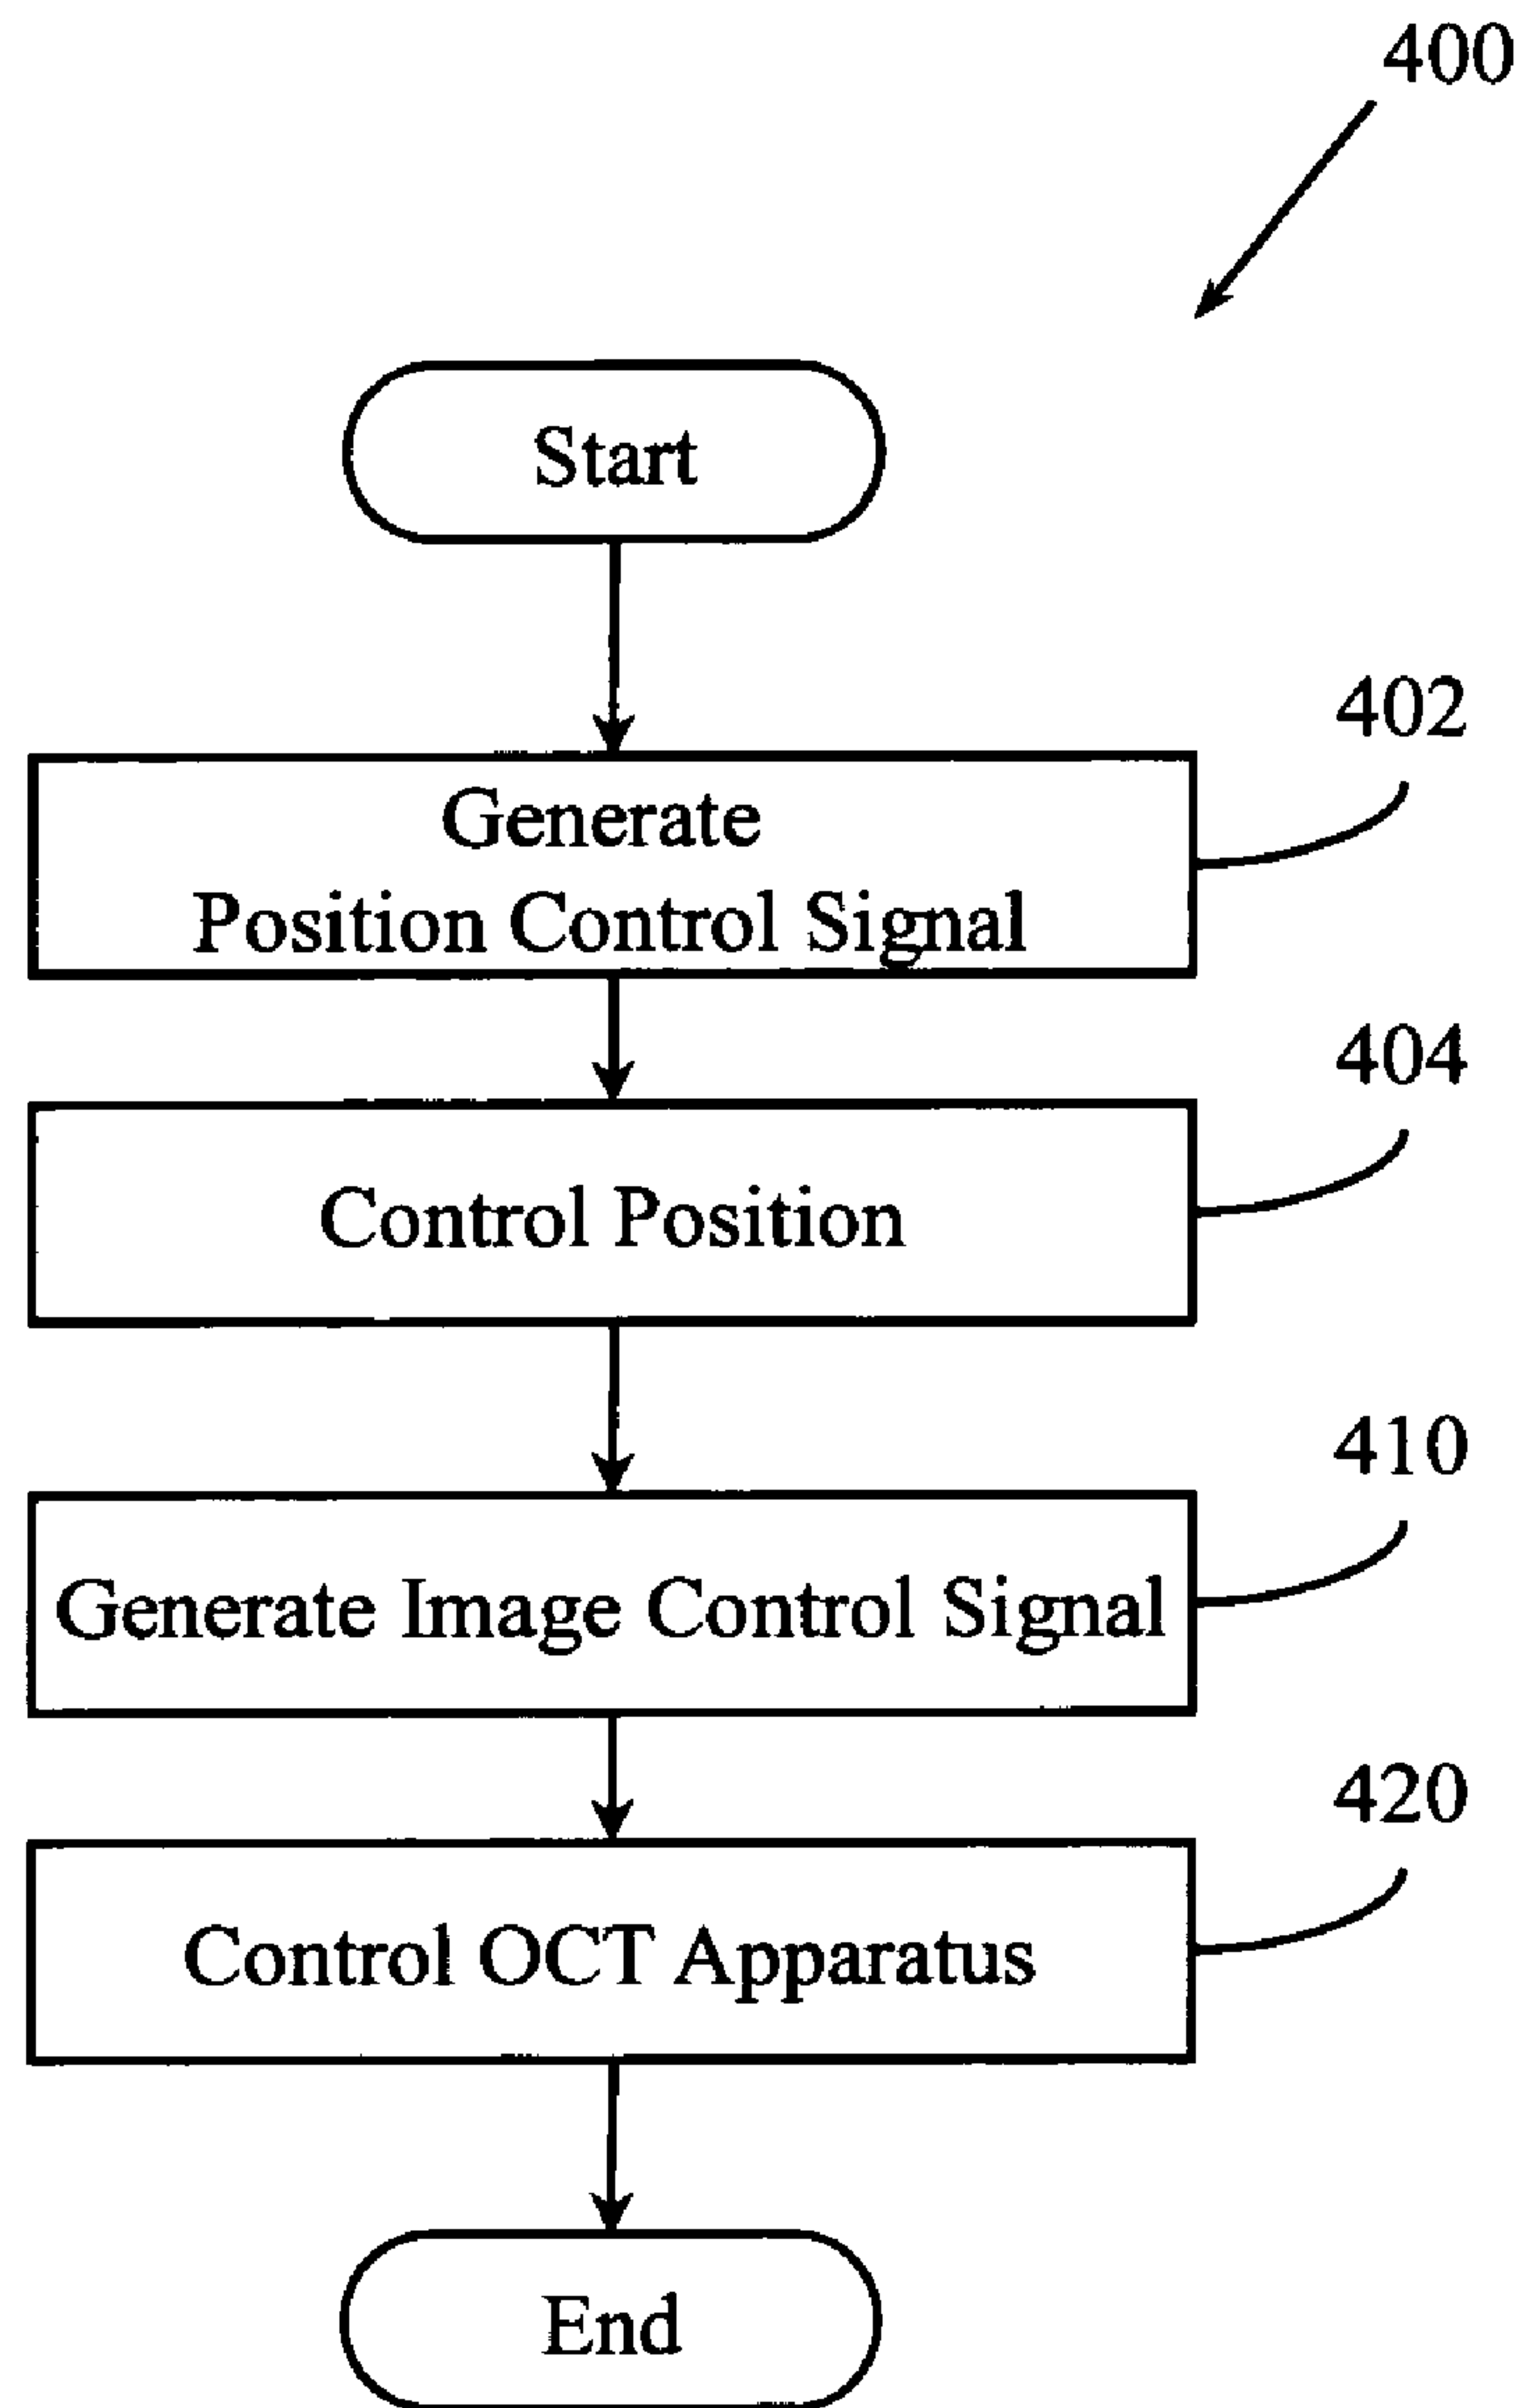 400
Start
402
Generate
Position Control Signal
404
Control Position
410
Generate Image Control Signal
420
Control OCT Apparatus
End